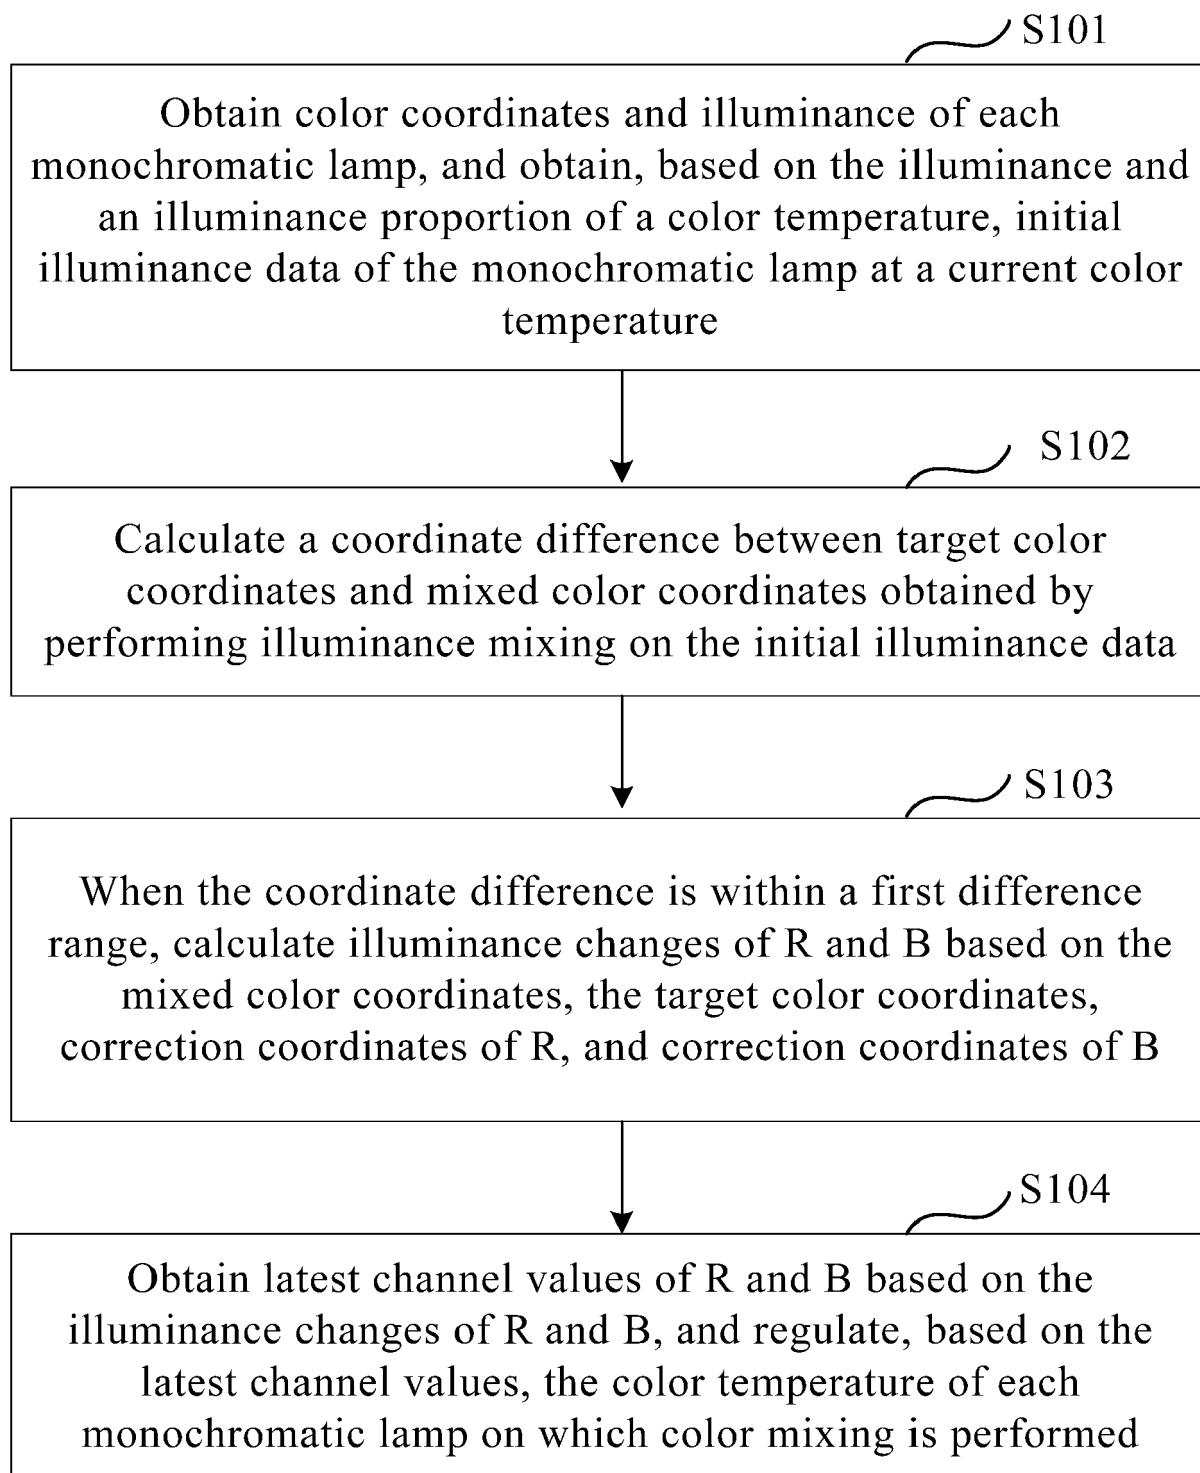 S101
Obtain color coordinates and illuminance of each
monochromatic lamp, and obtain, based on the illuminance and
an illuminance proportion of a color temperature, initial
illuminance data of the monochromatic lamp at a current color
temperature
S102
Calculate a coordinate difference between target color
coordinates and mixed color coordinates obtained by
performing illuminance mixing on the initial illuminance data
S103
When the coordinate difference is within a first difference
range, calculate illuminance changes of R and B based on the
mixed color coordinates, the target color coordinates,
correction coordinates of R, and correction coordinates of B
S104
Obtain latest channel values of R and B based on the
illuminance changes of R and B, and regulate, based on the
latest channel values, the color temperature of each
monochromatic lamp on which color mixing is performed